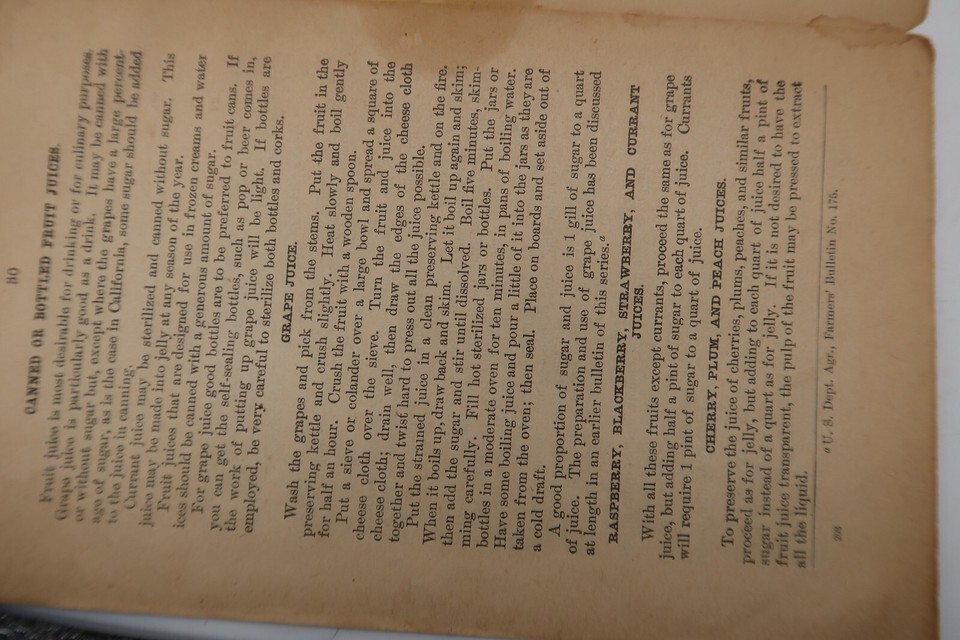 30
CANNED OR BOTTLED FRUIT JUICES.
Fruit juice is most desirable for drinking or for culinary purposes.
Grape juice is particularly good as a drink. It may be canned with
or without sugar but, except where the grapes have a large percent-
age of sugar, as is the case in California, some sugar should be added
to the juice in canning.
Currant juice may be sterilized and canned without sugar. This
juice may be made into jelly at any season of the year.
Fruit juices that are designed for use in frozen creams and water
ices should be canned with a generous amount of sugar.
For grape juice good bottles are to be preferred to fruit cans. If
you can get the self-sealing bottles, such as pop or beer comes in,
the work of putting up grape juice will be light. If bottles are
employed, be very careful to sterilize both bottles and corks.
GRAPE JUICE.
Wash the grapes and pick from the stems. Put the fruit in the
preserving kettle and crush slightly. Heat slowly and boil gently
for half an hour. Crush the fruit with a wooden spoon.
Put a sieve or colander over a large bowl and spread a square of
cheese cloth over the sieve. Turn the fruit and juice into the
cheese cloth; drain well, then draw the edges of the cheese cloth
together and twist hard to press out all the juice possible.
Put the strained juice in a clean preserving kettle and on the fire.
When it boils up, draw back and skim. Let it boil up again and skim;
then add the sugar and stir until dissolved. Boil five minutes, skim-
ming carefully. Fill hot sterilized jars or bottles. Put the jars or
bottles in a moderate oven for ten minutes, in pans of boiling water.
Have some boiling juice and pour a little of it into the jars as they are
taken from the oven; then seal. Place on boards and set aside out of
a cold draft.
A good proportion of sugar and juice is 1 gill of sugar to a quart
of juice. The preparation and use of grape juice has been discussed
at length in an earlier bulletin of this series.a
RASPBERRY, BLACKBERRY, STRAWBERRY, AND CURRANT
JUICES.
With all these fruits except currants, proceed the same as for grape
juice, but adding half a pint of sugar to each quart of juice. Currants
will require 1 pint of sugar to a quart of juice.
CHERRY, PLUM, AND PEACH JUICES.
To preserve the juice of cherries, plums, peaches, and similar fruits,
proceed as for jelly, but adding to each quart of juice half a pint of
sugar instead of a quart as for jelly. If it is not desired to have the
fruit juice transparent, the pulp of the fruit may be pressed to extract
all the liquid.
a U. S. Dept. Agr., Farmers' Bulletin No. 175.